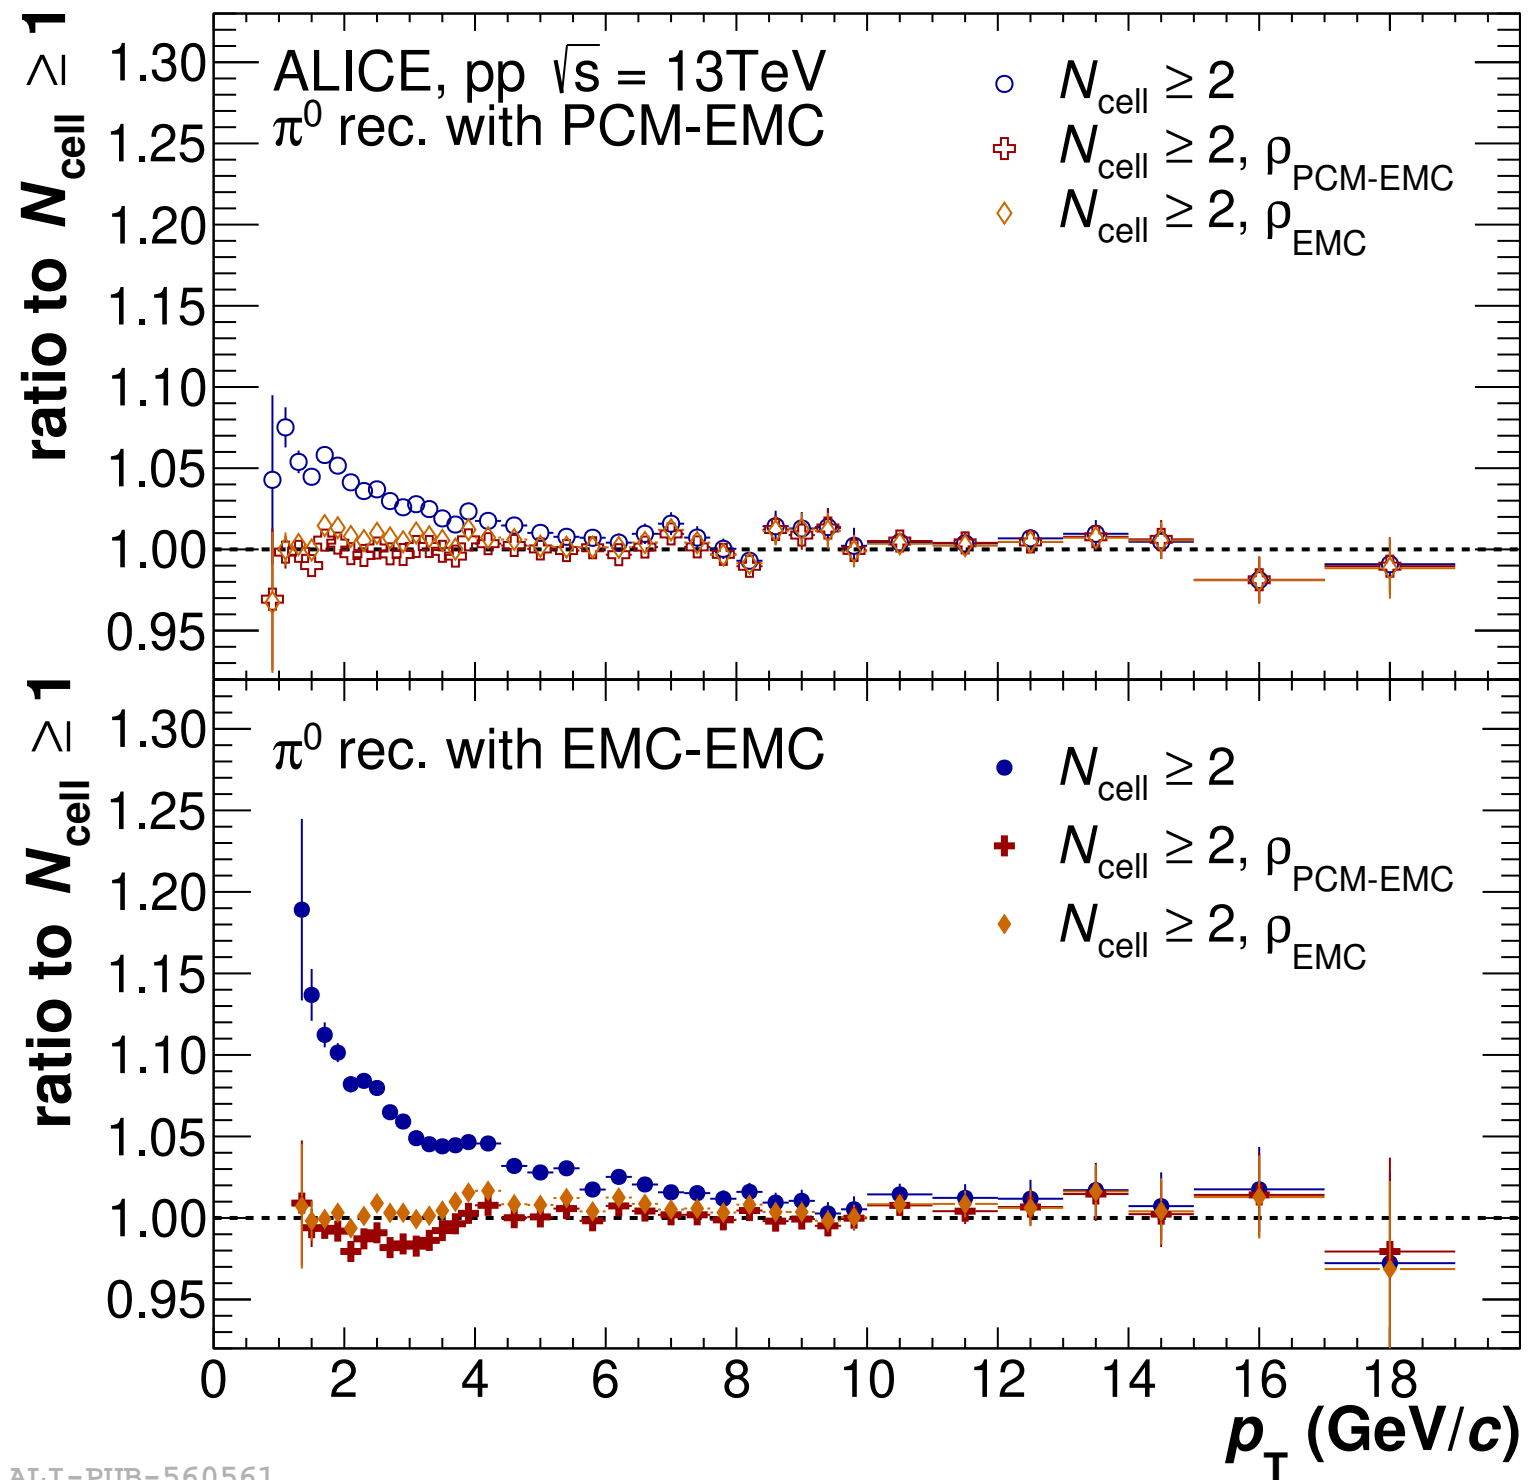 ratio to N_cell ≥ 1
1.30
1.25
1.20
1.15
1.10
1.05
1.00
0.95
ALICE, pp √s = 13TeV
π⁰ rec. with PCM-EMC
N_cell ≥ 2
N_cell ≥ 2, ρ_PCM-EMC
N_cell ≥ 2, ρ_EMC
ratio to N_cell ≥ 1
1.30
1.25
1.20
1.15
1.10
1.05
1.00
0.95
π⁰ rec. with EMC-EMC
N_cell ≥ 2
N_cell ≥ 2, ρ_PCM-EMC
N_cell ≥ 2, ρ_EMC
0 2 4 6 8 10 12 14 16 18
p_T (GeV/c)
ALI-PUB-560561